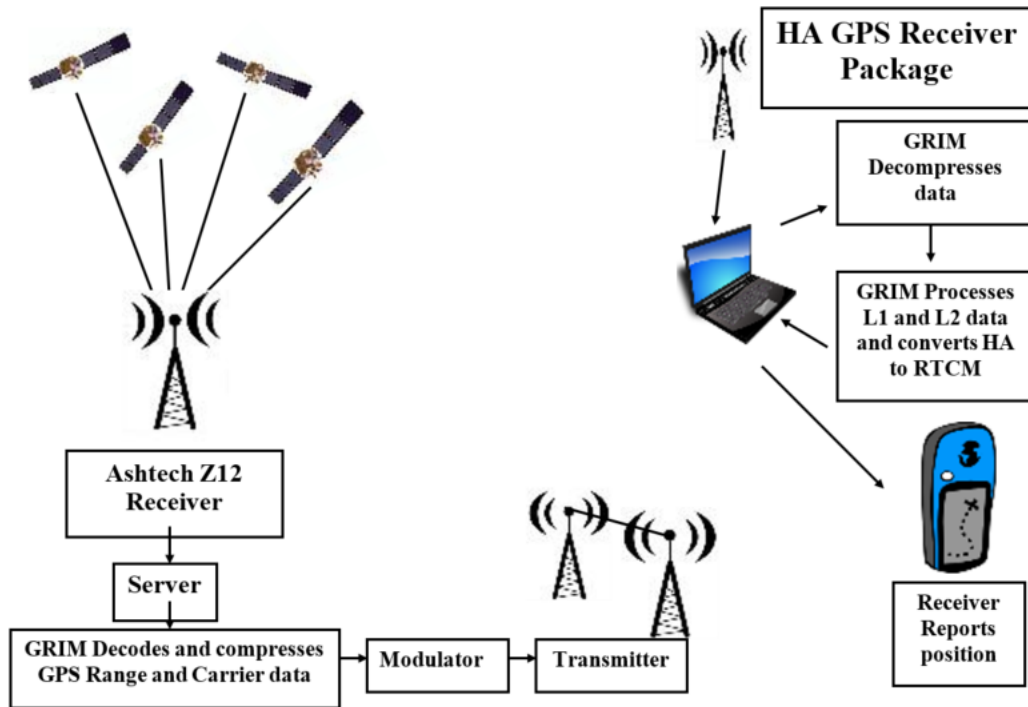 HA GPS Receiver
Package
GRIM
Decompresses
data
GRIM Processes
L1 and L2 data
and converts HA
to RTCM
Ashtech Z12
Receiver
Server
GRIM Decodes and compresses
GPS Range and Carrier data
Modulator
Transmitter
Receiver
Reports
position